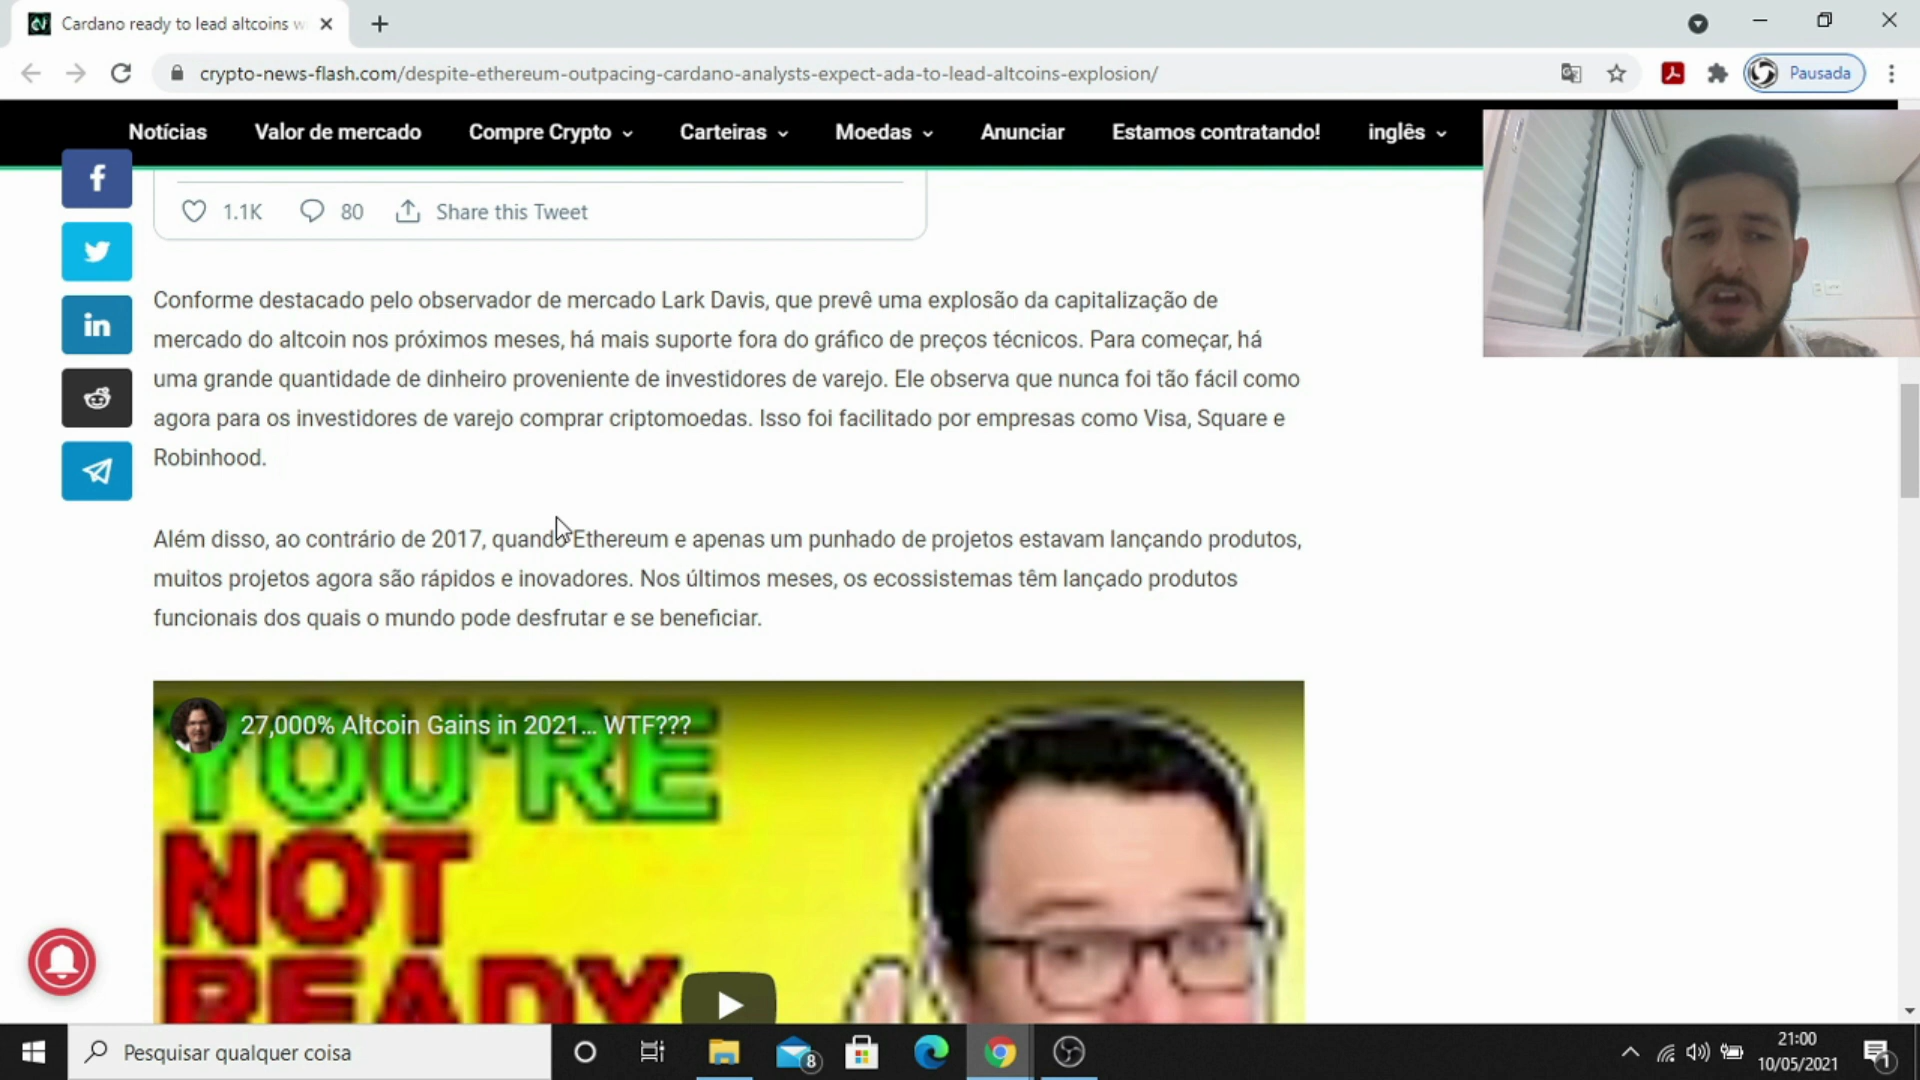 Cardano ready to lead altcoins w
crypto-news-flash.com/despite-ethereum-outpacing-cardano-analysts-expect-ada-to-lead-altcoins-explosion/
Pausada
Notícias Valor de mercado Compre Crypto Carteiras Moedas Anunciar Estamos contratando! inglês
1.1K 80 Share this Tweet
Conforme destacado pelo observador de mercado Lark Davis, que prevê uma explosão da capitalização de
mercado do altcoin nos próximos meses, há mais suporte fora do gráfico de preços técnicos. Para começar, há
uma grande quantidade de dinheiro proveniente de investidores de varejo. Ele observa que nunca foi tão fácil como
agora para os investidores de varejo comprar criptomoedas. Isso foi facilitado por empresas como Visa, Square e
Robinhood.
Além disso, ao contrário de 2017, quando Ethereum e apenas um punhado de projetos estavam lançando produtos,
muitos projetos agora são rápidos e inovadores. Nos últimos meses, os ecossistemas têm lançado produtos
funcionais dos quais o mundo pode desfrutar e se beneficiar.
27,000% Altcoin Gains in 2021... WTF???
YOU'RE
NOT
READY
Pesquisar qualquer coisa
8
21:00
10/05/2021
1